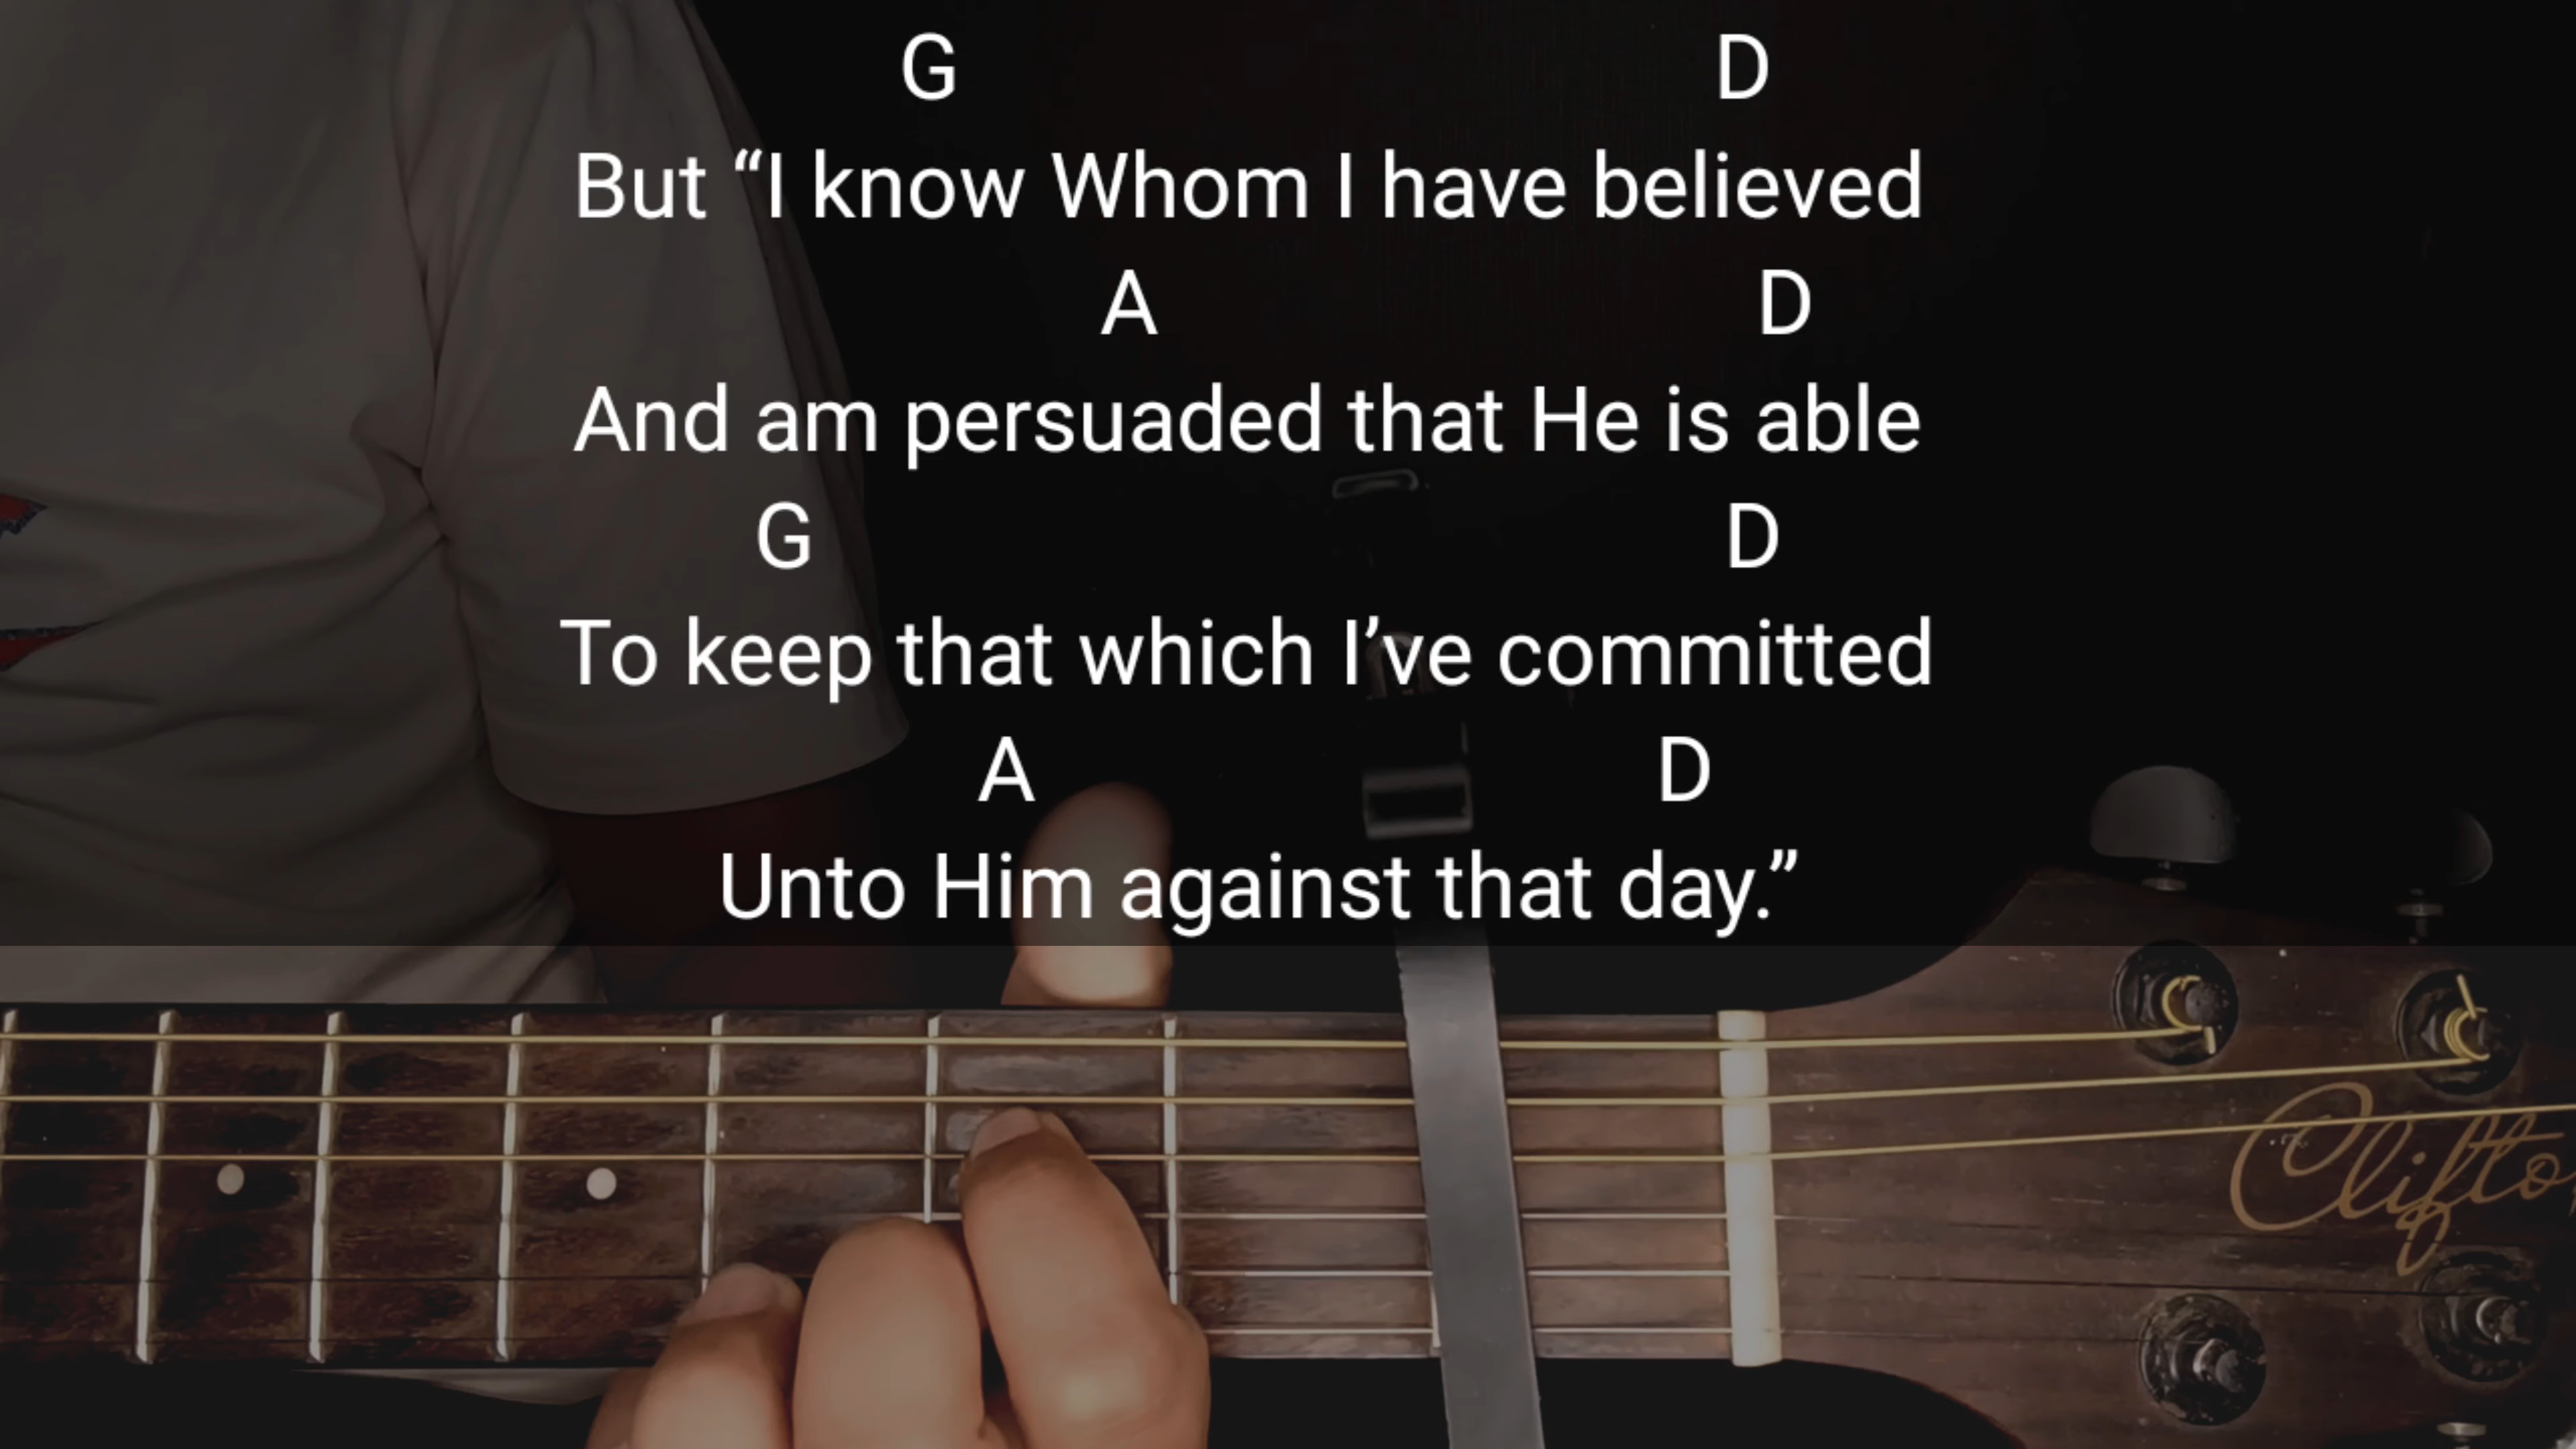 G D
But “I know Whom I have believed
A D
And am persuaded that He is able
G D
To keep that which I’ve committed
A D
Unto Him against that day.”
Clifto